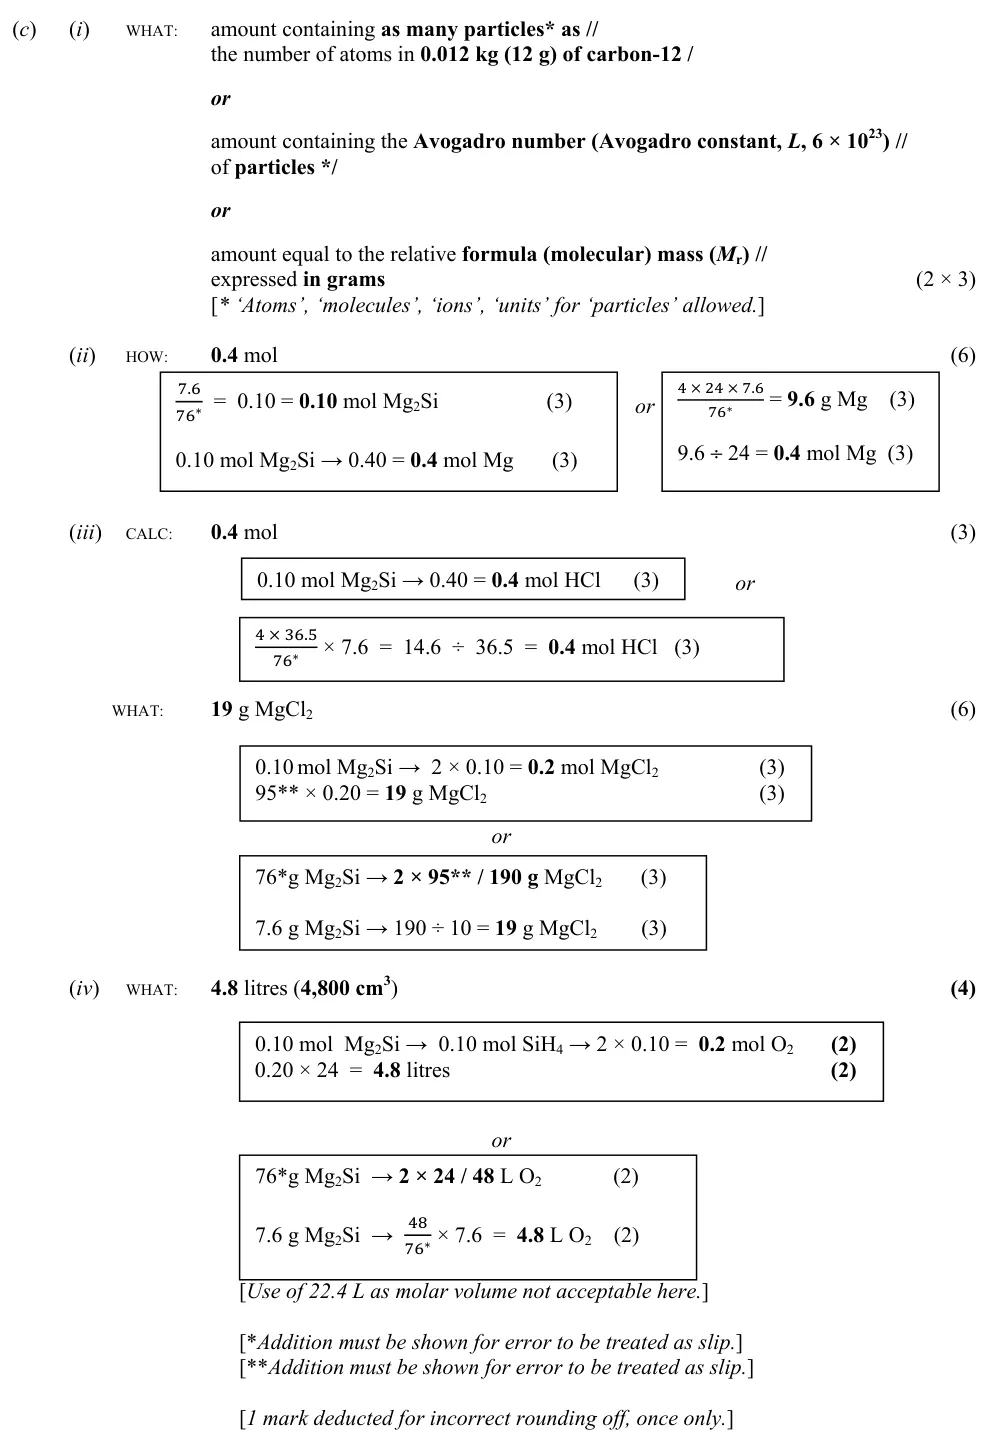 (c) (i) WHAT: amount containing as many particles* as //
the number of atoms in 0.012 kg (12 g) of carbon-12 /
or
amount containing the Avogadro number (Avogadro constant, L, 6 × 10²³) //
of particles */
or
amount equal to the relative formula (molecular) mass (Mᵣ) //
expressed in grams (2 × 3)
[* ‘Atoms’, ‘molecules’, ‘ions’, ‘units’ for ‘particles’ allowed.]
(ii) HOW: 0.4 mol (6)
7.6/76* = 0.10 = 0.10 mol Mg₂Si (3)
0.10 mol Mg₂Si → 0.40 = 0.4 mol Mg (3)
or
4 × 24 × 7.6/76* = 9.6 g Mg (3)
9.6 ÷ 24 = 0.4 mol Mg (3)
(iii) CALC: 0.4 mol (3)
0.10 mol Mg₂Si → 0.40 = 0.4 mol HCl (3) or
4 × 36.5/76* × 7.6 = 14.6 ÷ 36.5 = 0.4 mol HCl (3)
WHAT: 19 g MgCl₂ (6)
0.10 mol Mg₂Si → 2 × 0.10 = 0.2 mol MgCl₂ (3)
95** × 0.20 = 19 g MgCl₂ (3)
or
76*g Mg₂Si → 2 × 95** / 190 g MgCl₂ (3)
7.6 g Mg₂Si → 190 ÷ 10 = 19 g MgCl₂ (3)
(iv) WHAT: 4.8 litres (4,800 cm³) (4)
0.10 mol Mg₂Si → 0.10 mol SiH₄ → 2 × 0.10 = 0.2 mol O₂ (2)
0.20 × 24 = 4.8 litres (2)
or
76*g Mg₂Si → 2 × 24 / 48 L O₂ (2)
7.6 g Mg₂Si → 48/76* × 7.6 = 4.8 L O₂ (2)
[Use of 22.4 L as molar volume not acceptable here.]
[*Addition must be shown for error to be treated as slip.]
[**Addition must be shown for error to be treated as slip.]
[1 mark deducted for incorrect rounding off, once only.]